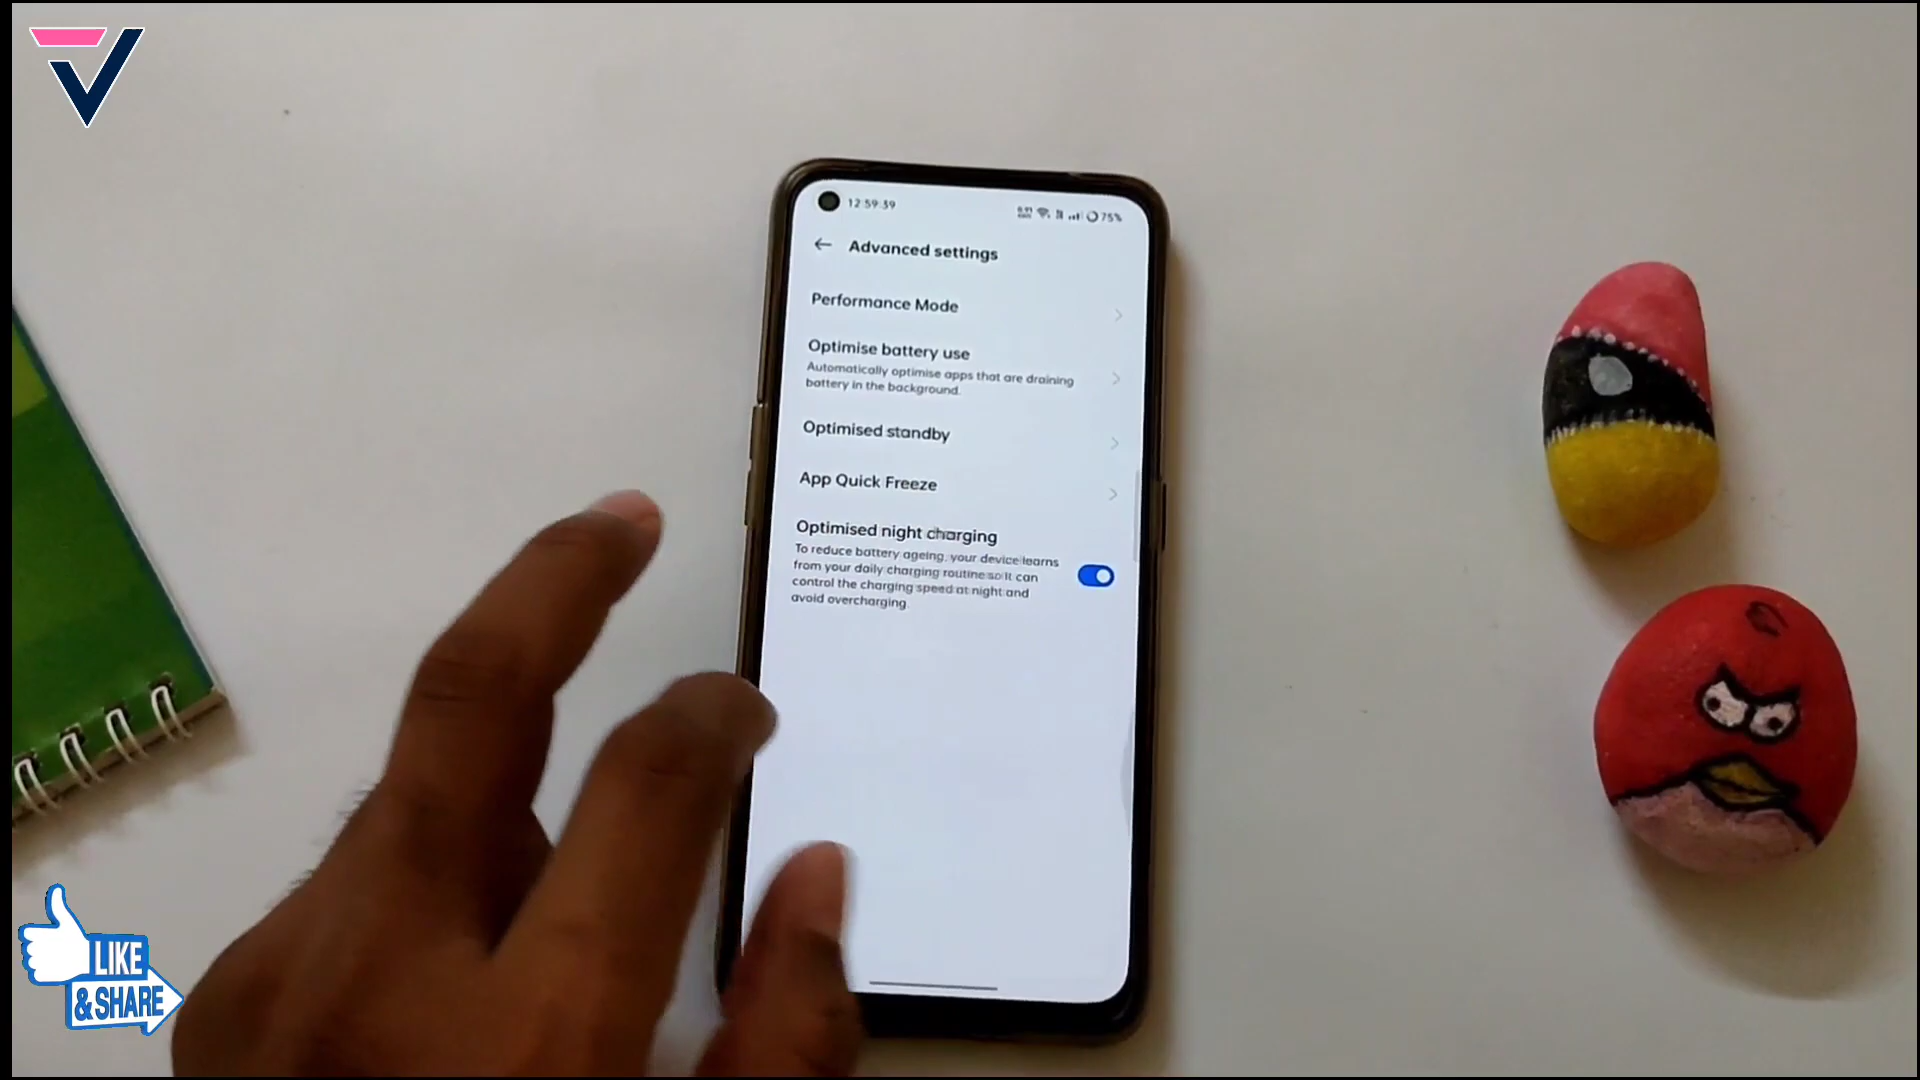 12:59:39
75%
Advanced settings
Performance Mode
Optimise battery use
Automatically optimise apps that are draining
battery in the background.
Optimised standby
App Quick Freeze
Optimised night charging
To reduce battery ageing, your device learns
from your daily charging routine so it can
control the charging speed at night and
avoid overcharging.
LIKE
& SHARE